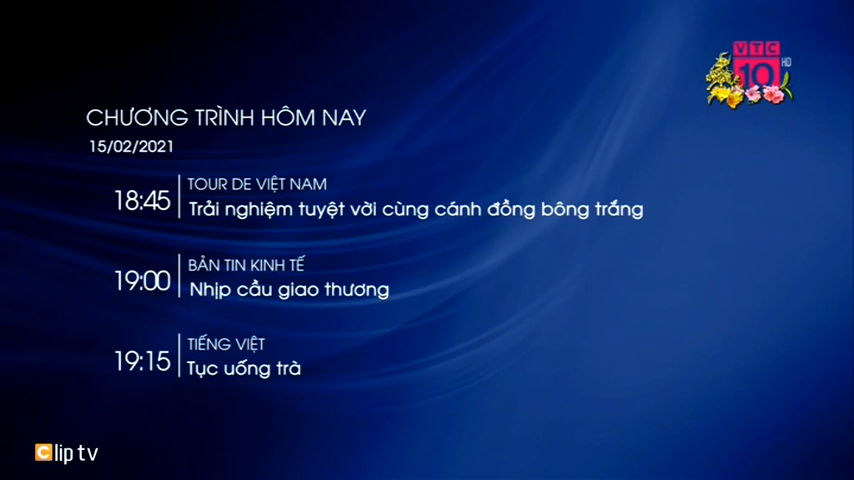 VTC
10
HD
CHƯƠNG TRÌNH HÔM NAY
15/02/2021
18:45
TOUR DE VIỆT NAM
Trải nghiệm tuyệt vời cùng cánh đồng bông trắng
19:00
BẢN TIN KINH TẾ
Nhịp cầu giao thương
19:15
TIẾNG VIỆT
Tục uống trà
Clip tv